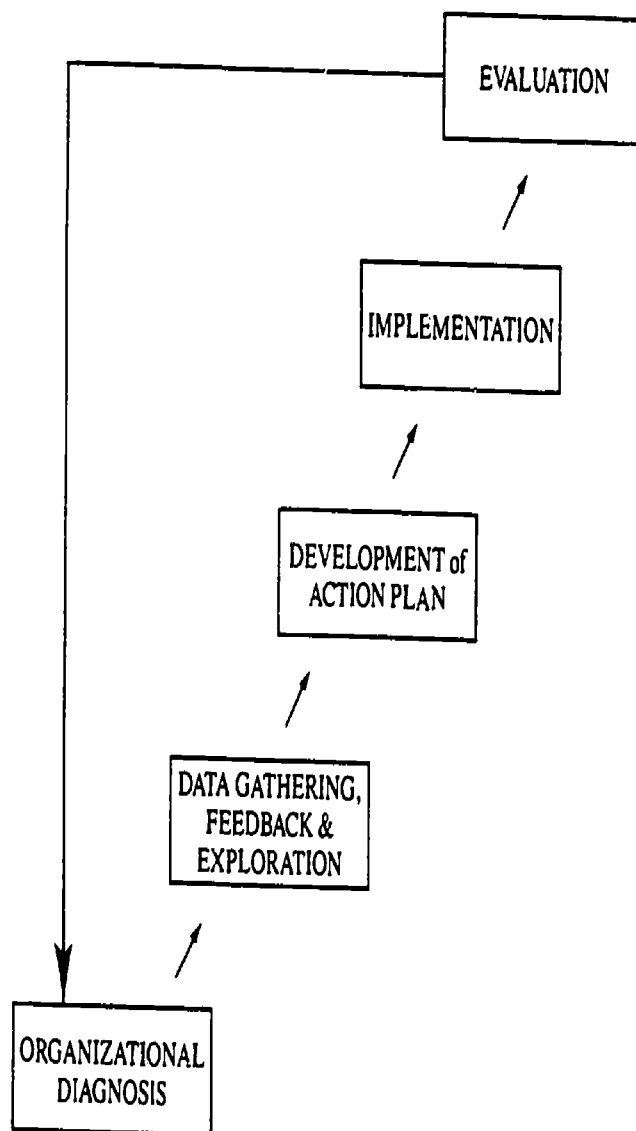 EVALUATION
IMPLEMENTATION
DEVELOPMENT of
ACTION PLAN
DATA GATHERING,
FEEDBACK &
EXPLORATION
ORGANIZATIONAL
DIAGNOSIS